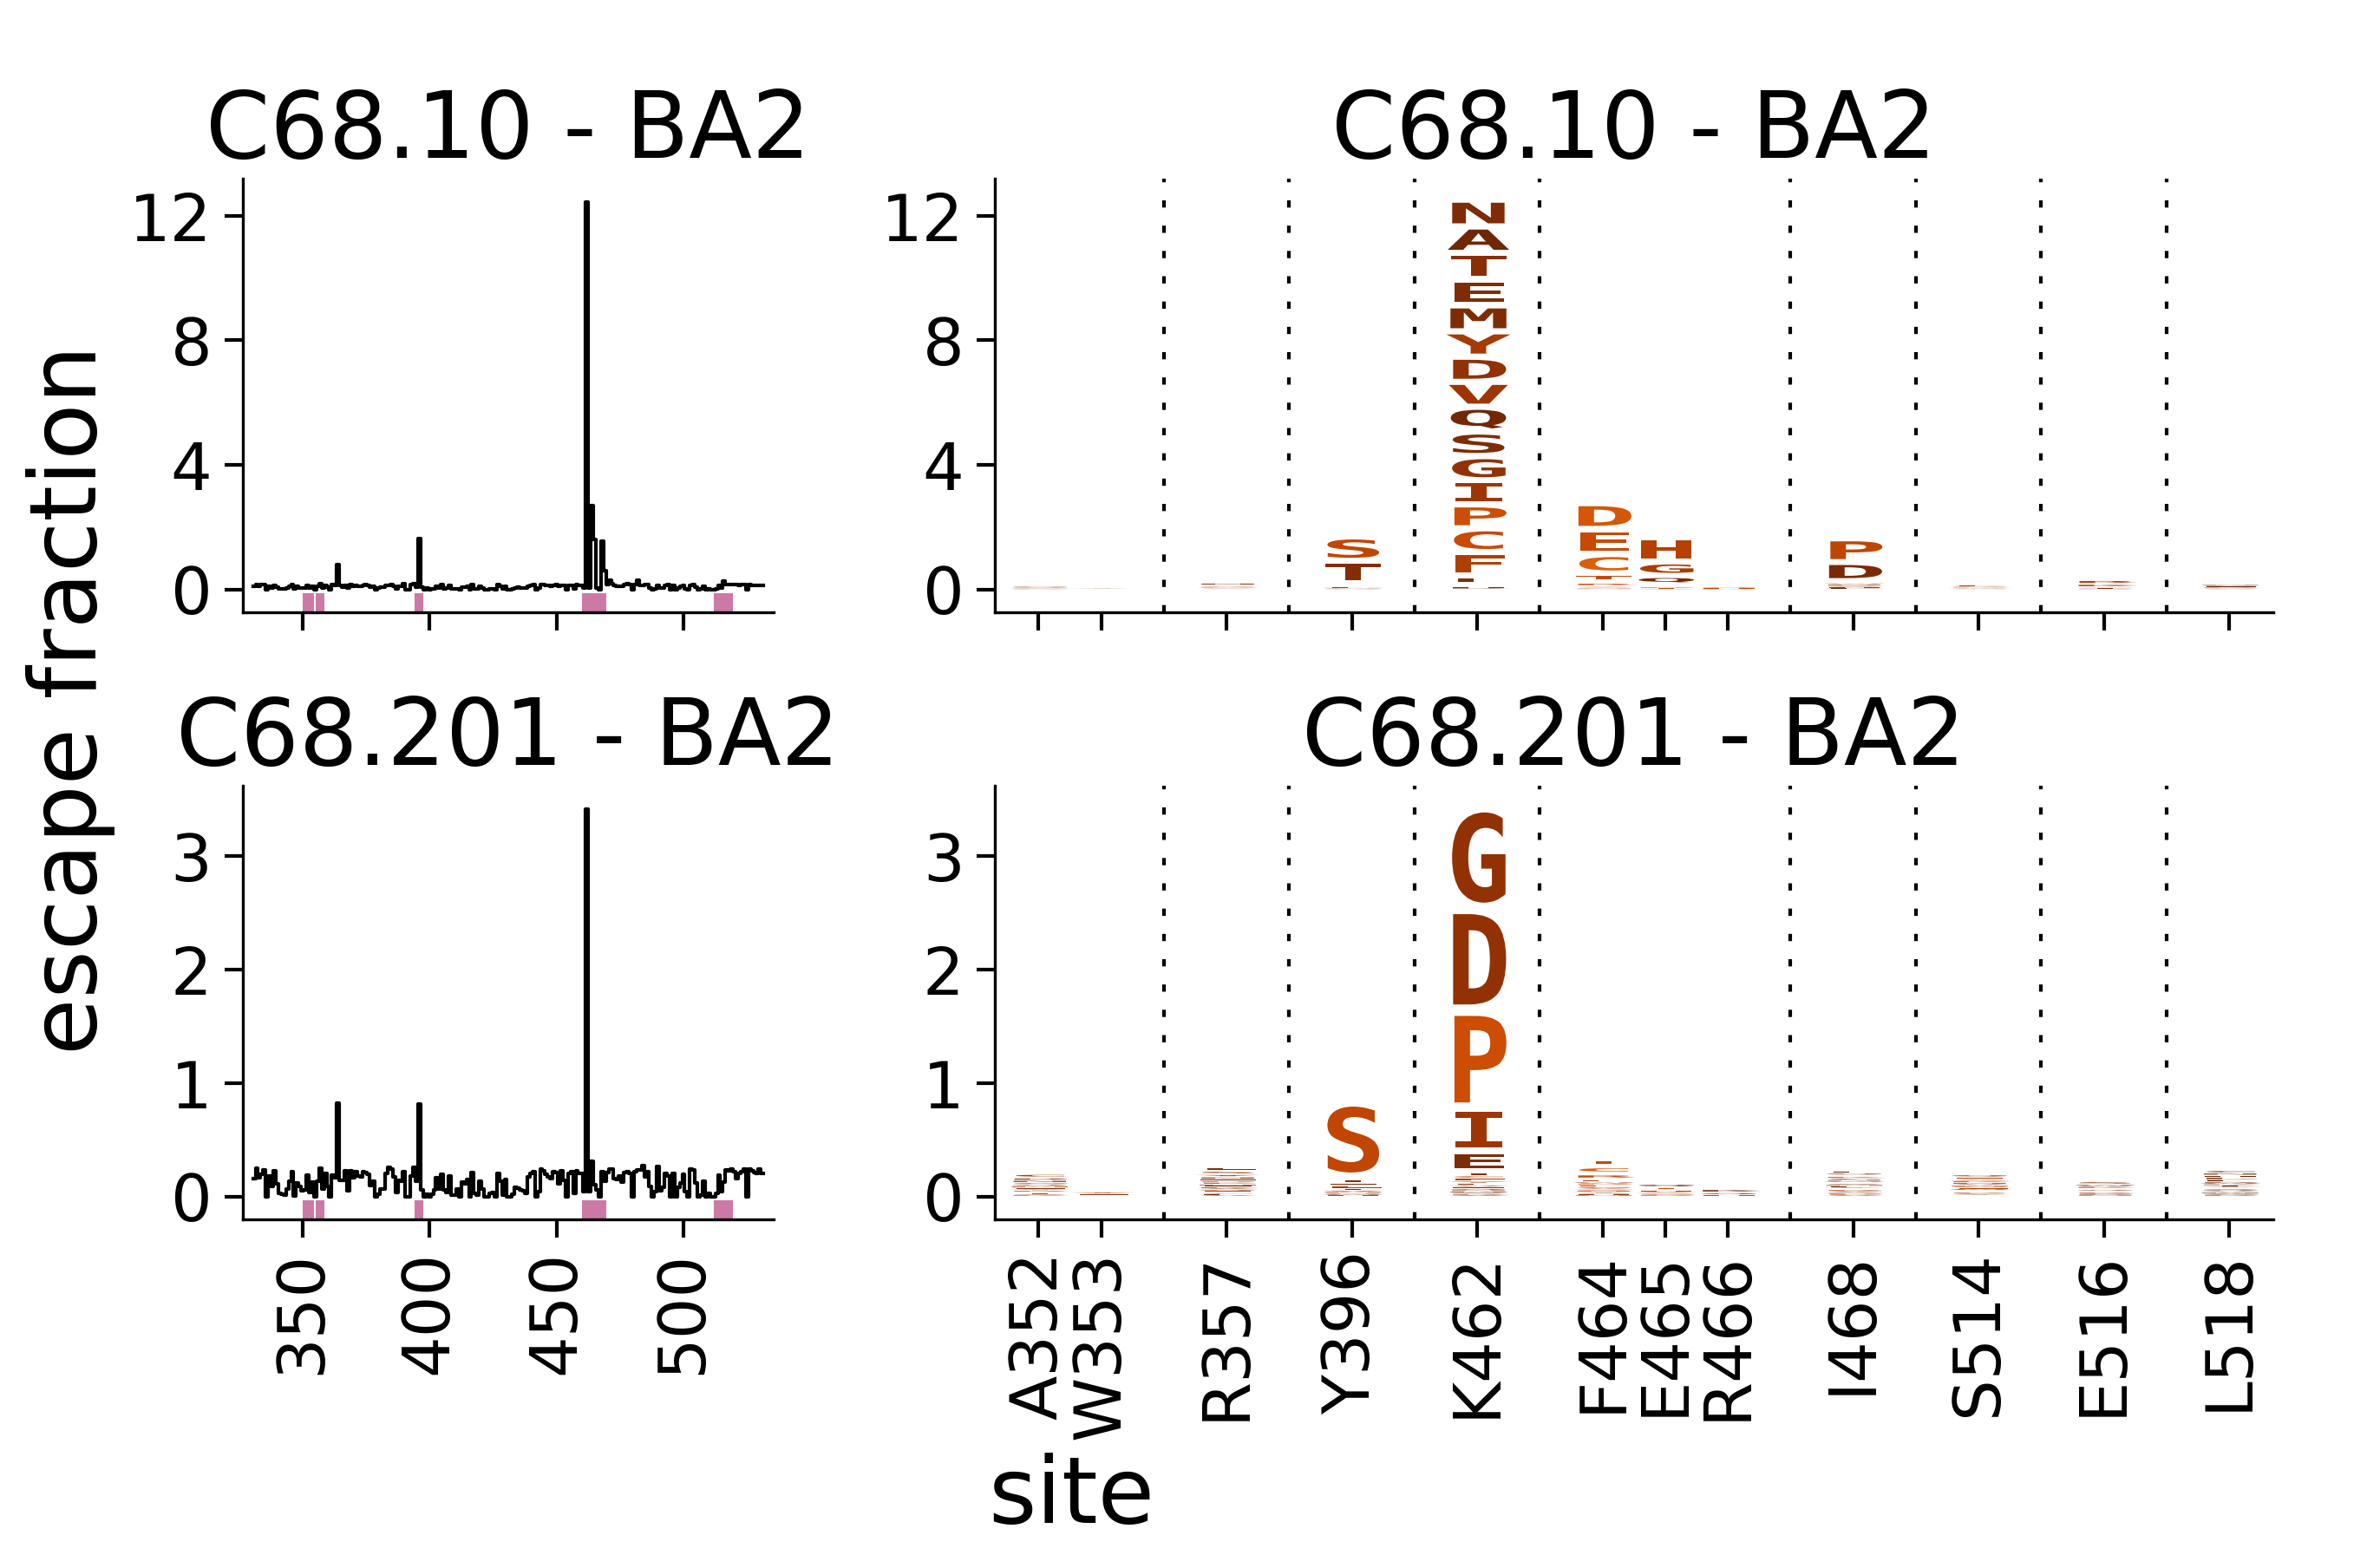 C68.10 - BA2
C68.10 - BA2
escape fraction
12
8
4
0
12
8
4
0
N
A
T
E
M
Y
D
V
Q
S
G
I
P
C
F
S
T
D
E
C
H
G
Q
P
D
C68.201 - BA2
C68.201 - BA2
3
2
1
0
3
2
1
0
G
D
P
I
E
S
350
400
450
500
A352
W353
R357
Y396
K462
F464
E465
R466
I468
S514
E516
L518
site